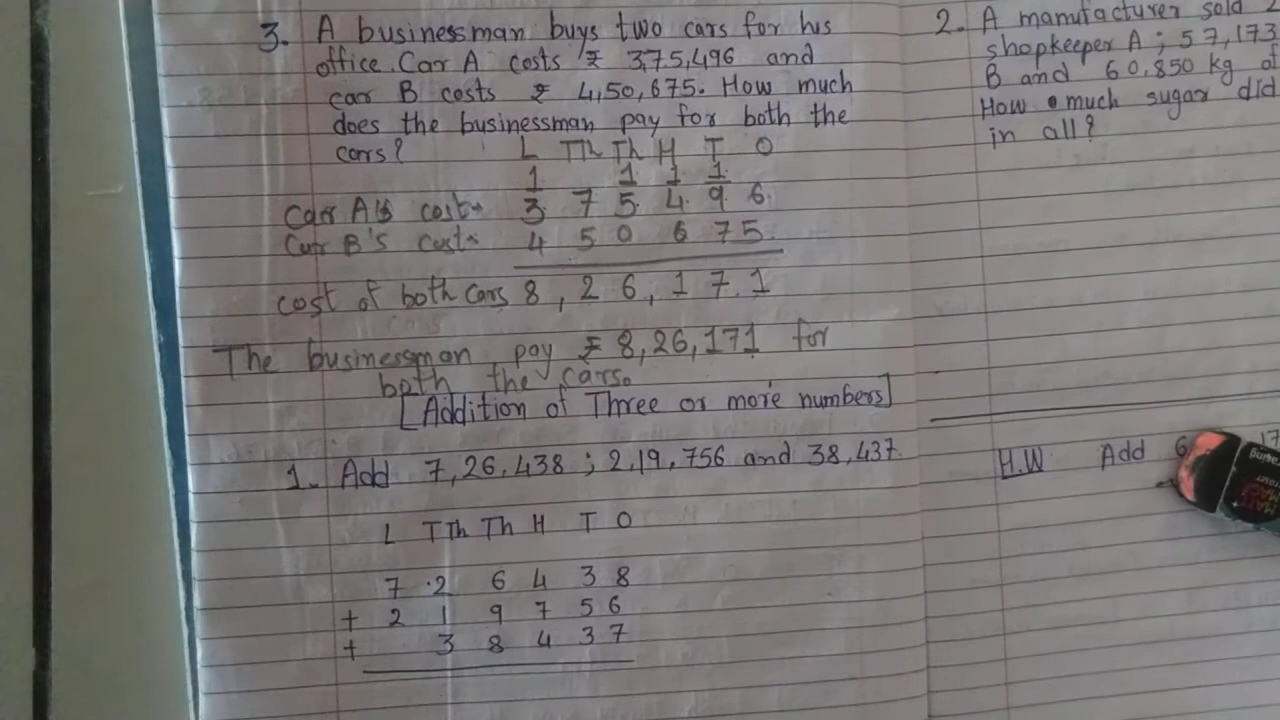 3. A businessman buys two cars for his
office. Car A costs ₹ 3,75,496 and
car B costs ₹ 4,50,675. How much
does the businessman pay for both the
cars?
L TTh Th H T O
1 1 1 1
Car A's cost→ 3 7 5 4 9 6
Car B's cost→ 4 5 0 6 7 5
cost of both cars 8, 2 6, 1 7 1
The businessman pay ₹ 8,26,171 for
both the cars.
[Addition of Three or more numbers]
1. Add 7,26,438 ; 2,19,756 and 38,437.
L TTh Th H T O
7 2 6 4 3 8
+ 2 1 9 7 5 6
+ 3 8 4 3 7
2. A manufacturer sold
shopkeeper A ; 57,173
B and 60,850 kg of
How much sugar did
in all?
H.W Add 6 17